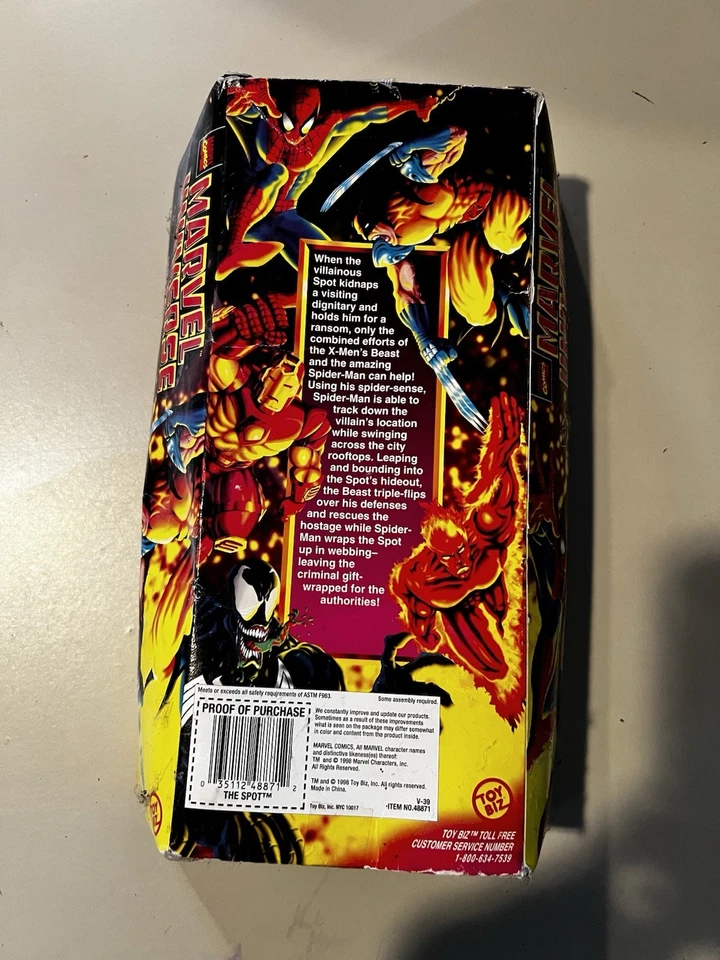 MARVEL
COMICS
MARVEL
UNIVERSE
When the
villainous
Spot kidnaps
a visiting
dignitary and
holds him for a
ransom, only the
combined efforts of
the X-Men's Beast
and the amazing
Spider-Man can help!
Using his spider-sense,
Spider-Man is able to
track down the
villain's location
while swinging
across the city
rooftops. Leaping
and bounding into
the Spot's hideout,
the Beast triple-flips
over his defenses
and rescues the
hostage while Spider-
Man wraps the Spot
up in webbing–
leaving the
criminal gift-
wrapped for the
authorities!
MARVEL
COMICS
Meets or exceeds all safety requirements of ASTM F963.
Some assembly required.
PROOF OF PURCHASE
0 35112 48871 2
THE SPOT™
We constantly improve and update our products.
Sometimes as a result of these improvements
what is seen on the package may differ somewhat
in color and content from the product inside.
MARVEL COMICS, All MARVEL character names
and distinctive likeness(es) thereof:
TM and © 1998 Marvel Characters, Inc.
All Rights Reserved.
TM and © 1998 Toy Biz, Inc. All rights reserved.
Made in China.
V-39
Toy Biz, Inc. NYC 10017
-ITEM NO.48871
TOY
BIZ
TOY BIZ™ TOLL FREE
CUSTOMER SERVICE NUMBER
1-800-634-7539